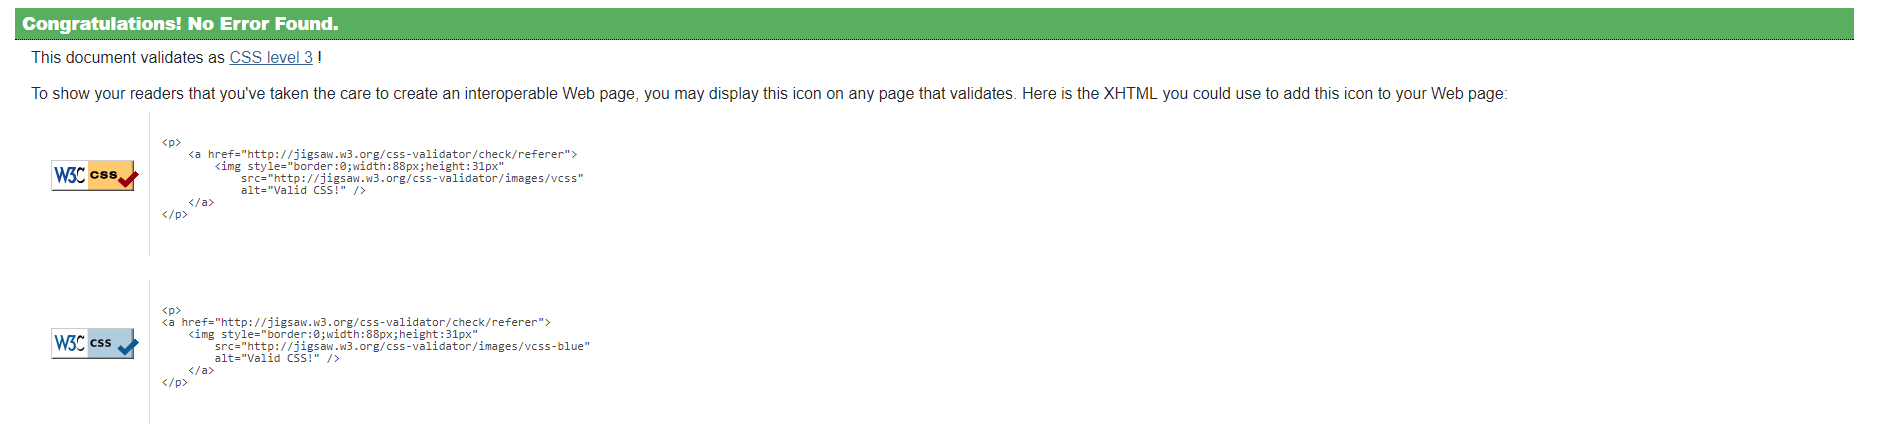 Congratulations! No Error Found.
This document validates as CSS level 3 !
To show your readers that you've taken the care to create an interoperable Web page, you may display this icon on any page that validates. Here is the XHTML you could use to add this icon to your Web page:
W3C css
<p>
    <a href="http://jigsaw.w3.org/css-validator/check/referer">
        <img style="border:0;width:88px;height:31px"
            src="http://jigsaw.w3.org/css-validator/images/vcss"
            alt="Valid CSS!" />
    </a>
</p>
W3C css
<p>
<a href="http://jigsaw.w3.org/css-validator/check/referer">
    <img style="border:0;width:88px;height:31px"
        src="http://jigsaw.w3.org/css-validator/images/vcss-blue"
        alt="Valid CSS!" />
    </a>
</p>